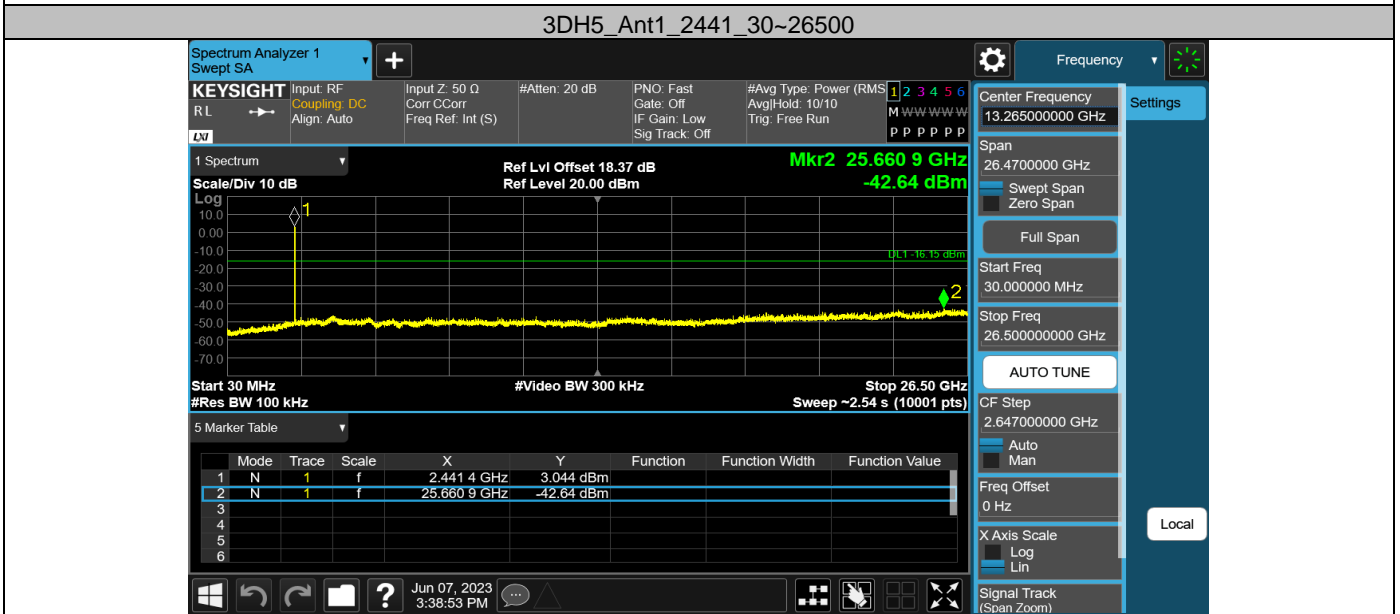 3DH5_Ant1_2441_30~26500
Spectrum Analyzer 1
Swept SA
Frequency
KEYSIGHT
RL
LXI
Input: RF
Coupling: DC
Align: Auto
Input Z: 50 Ω
Corr CCorr
Freq Ref: Int (S)
#Atten: 20 dB
PNO: Fast
Gate: Off
IF Gain: Low
Sig Track: Off
#Avg Type: Power (RMS
Avg|Hold: 10/10
Trig: Free Run
1 2 3 4 5 6
M W W W W W
P P P P P P
1 Spectrum
Scale/Div 10 dB
Ref Lvl Offset 18.37 dB
Ref Level 20.00 dBm
Mkr2 25.660 9 GHz
-42.64 dBm
Log
10.0
0.00
-10.0
-20.0
-30.0
-40.0
-50.0
-60.0
-70.0
1
DL1 -16.15 dBm
2
Start 30 MHz
#Video BW 300 kHz
Stop 26.50 GHz
#Res BW 100 kHz
Sweep ~2.54 s (10001 pts)
5 Marker Table
Mode Trace Scale X Y Function Function Width Function Value
1 N 1 f 2.441 4 GHz 3.044 dBm
2 N 1 f 25.660 9 GHz -42.64 dBm
3
4
5
6
Jun 07, 2023
3:38:53 PM
Center Frequency
13.265000000 GHz
Settings
Span
26.4700000 GHz
Swept Span
Zero Span
Full Span
Start Freq
30.000000 MHz
Stop Freq
26.500000000 GHz
AUTO TUNE
CF Step
2.647000000 GHz
Auto
Man
Freq Offset
0 Hz
Local
X Axis Scale
Log
Lin
Signal Track
(Span Zoom)